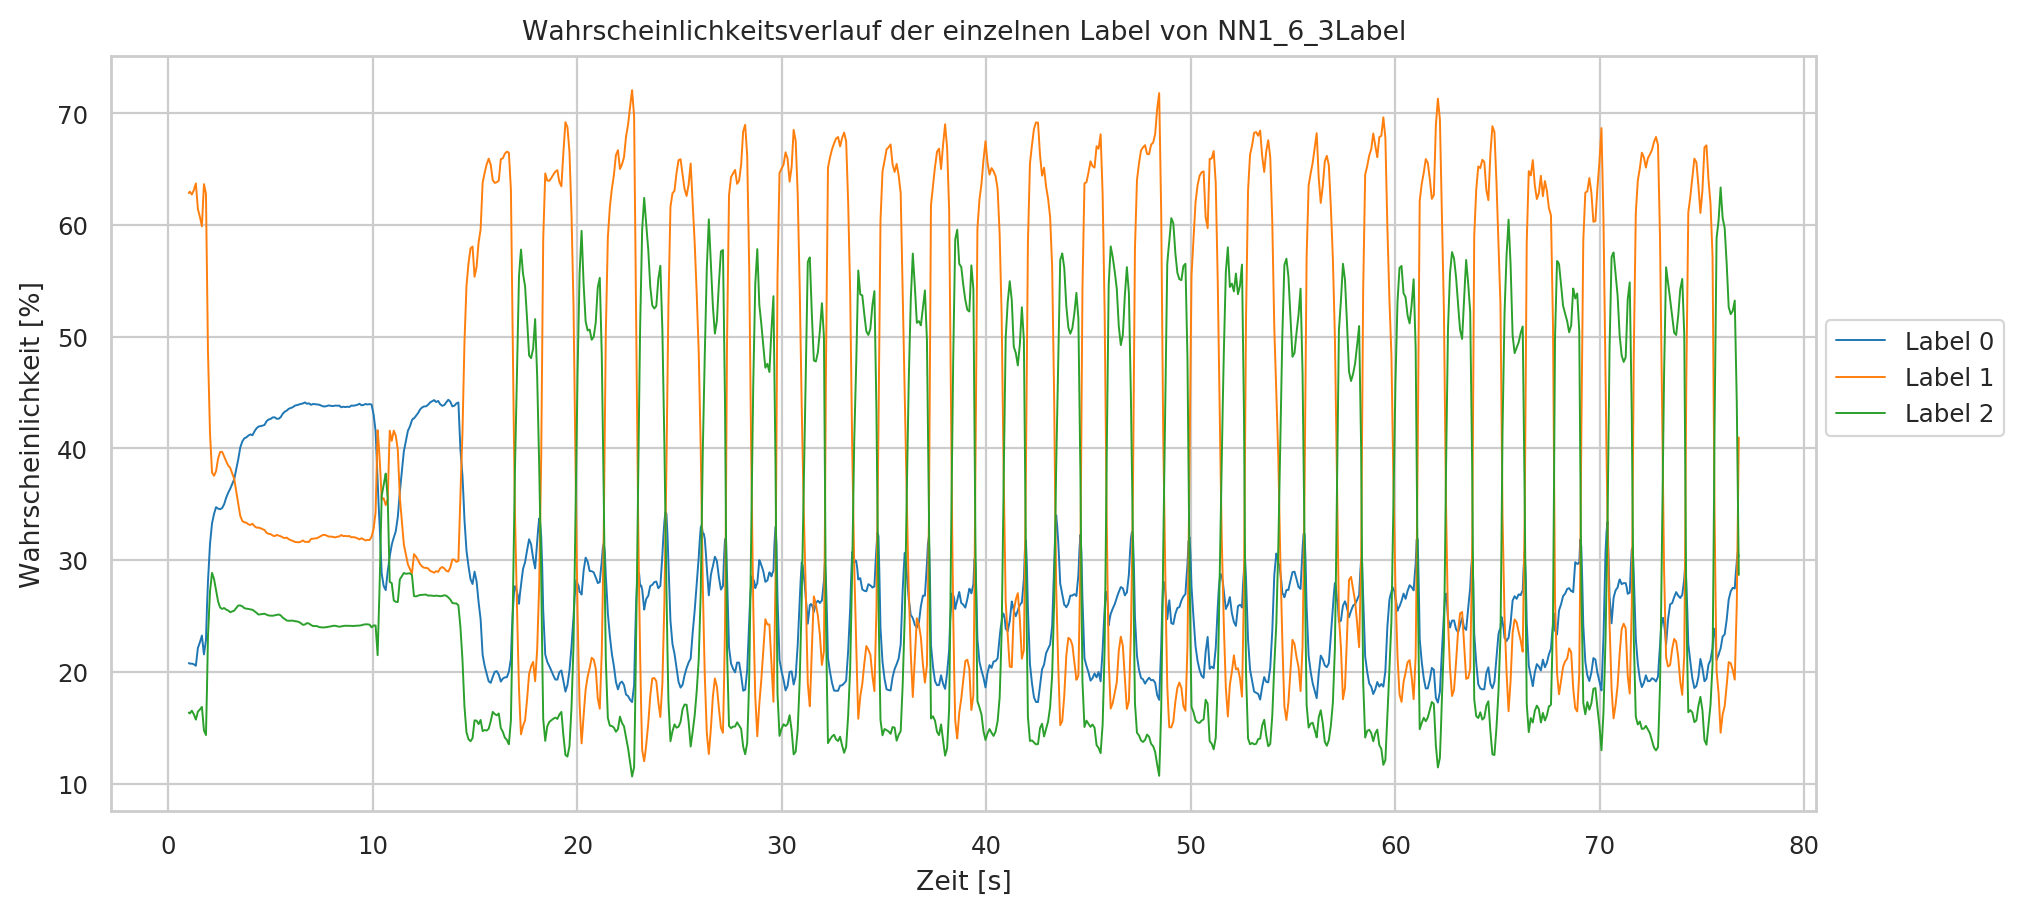 Wahrscheinlichkeitsverlauf der einzelnen Label von NN1_6_3Label
Wahrscheinlichkeit [%]
70
60
50
40
30
20
10
0 10 20 30 40 50 60 70 80
Zeit [s]
Label 0
Label 1
Label 2